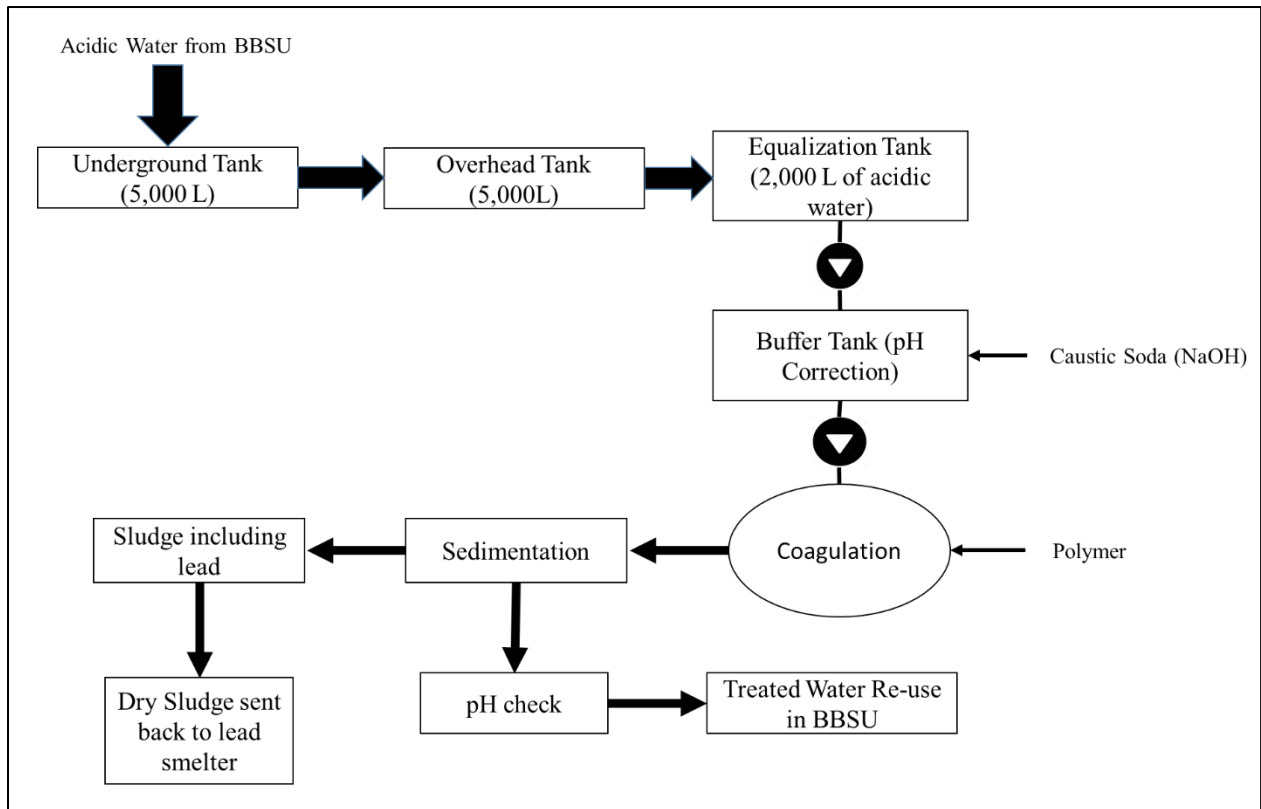 Acidic Water from BBSU
Underground Tank
(5,000 L)
Overhead Tank
(5,000L)
Equalization Tank
(2,000 L of acidic
water)
Buffer Tank (pH
Correction)
Caustic Soda (NaOH)
Coagulation
Polymer
Sedimentation
Sludge including
lead
Dry Sludge sent
back to lead
smelter
pH check
Treated Water Re-use
in BBSU